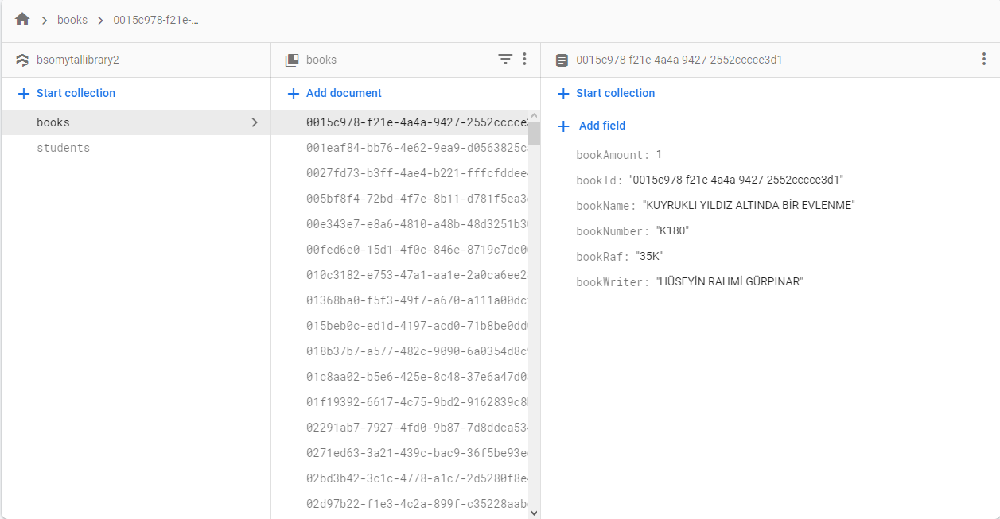 books
0015c978-f21e-...
bsomytallibrary2
books
0015c978-f21e-4a4a-9427-2552cccce3d1
Start collection
Add document
Start collection
books
students
0015c978-f21e-4a4a-9427-2552cccce
001eaf84-bb76-4e62-9ea9-d0563825c
0027fd73-b3ff-4ae4-b221-fffcfddee
005bf8f4-72bd-4f7e-8b11-d781f5ea3
00e343e7-e8a6-4810-a48b-48d3251b3
00fed6e0-15d1-4f0c-846e-8719c7de0
010c3182-e753-47a1-aa1e-2a0ca6ee2
01368ba0-f5f3-49f7-a670-a111a00dc
015beb0c-ed1d-4197-acd0-71b8be0dd
018b37b7-a577-482c-9090-6a0354d8c
01c8aa02-b5e6-425e-8c48-37e6a47d0
01f19392-6617-4c75-9bd2-9162839c8
02291ab7-7927-4fd0-9b87-7d8ddca53
0271ed63-3a21-439c-bac9-36f5be93e
02bd3b42-3c1c-4778-a1c7-2d5280f8e
02d97b22-f1e3-4c2a-899f-c35228aab
Add field
bookAmount: 1
bookId: "0015c978-f21e-4a4a-9427-2552cccce3d1"
bookName: "KUYRUKLI YILDIZ ALTINDA BİR EVLENME"
bookNumber: "K180"
bookRaf: "35K"
bookWriter: "HÜSEYİN RAHMİ GÜRPINAR"